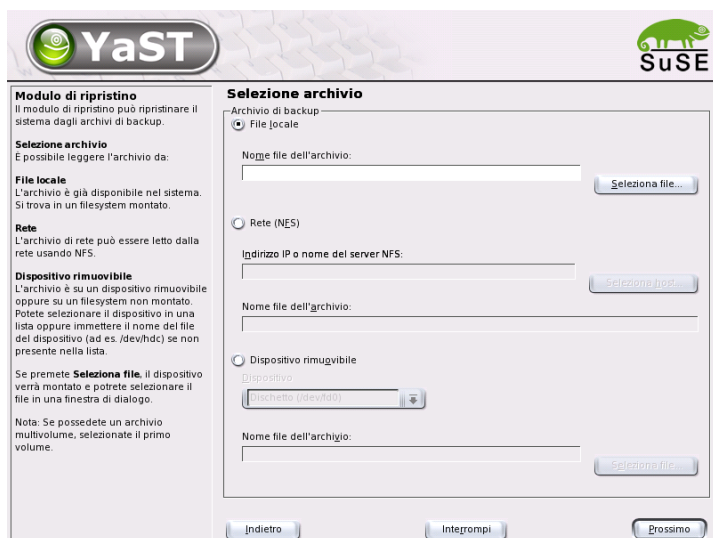 YaST
SuSE
Modulo di ripristino
Il modulo di ripristino può ripristinare il
sistema dagli archivi di backup.
Selezione archivio
È possibile leggere l'archivio da:
File locale
L'archivio è già disponibile nel sistema.
Si trova in un filesystem montato.
Rete
L'archivio di rete può essere letto dalla
rete usando NFS.
Dispositivo rimuovibile
L'archivio è su un dispositivo rimuovibile
oppure su un filesystem non montato.
Potete selezionare il dispositivo in una
lista oppure immettere il nome del file
del dispositivo (ad es. /dev/hdc) se non
presente nella lista.
Se premete Seleziona file, il dispositivo
verrà montato e potrete selezionare il
file in una finestra di dialogo.
Nota: Se possedete un archivio
multivolume, selezionate il primo
volume.
Selezione archivio
Archivio di backup
File locale
Nome file dell'archivio:
Seleziona file...
Rete (NFS)
Indirizzo IP o nome del server NFS:
Seleziona host...
Nome file dell'archivio:
Dispositivo rimuovibile
Dispositivo
Dischetto (/dev/fd0)
Nome file dell'archivio:
Seleziona file...
Indietro
Interrompi
Prossimo